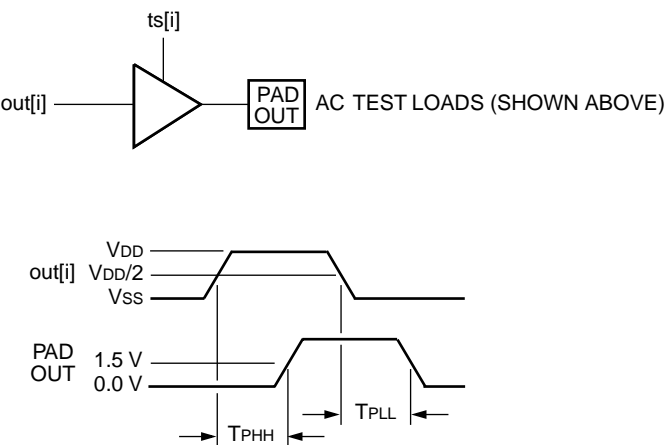 ts[i]
out[i]
PAD
OUT
AC TEST LOADS (SHOWN ABOVE)
VDD
out[i] VDD/2
VSS
PAD
OUT
1.5 V
0.0 V
TPLL
TPHH